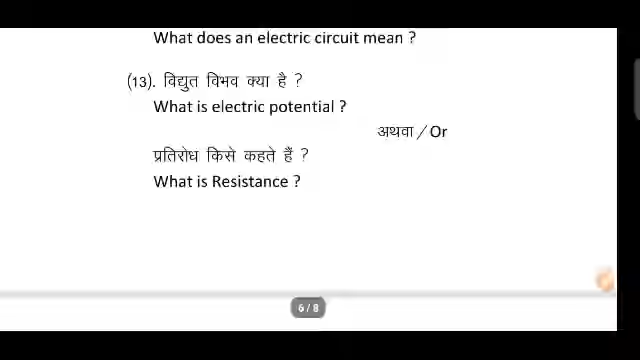 What does an electric circuit mean ?
(13). विद्युत विभव क्या है ?
What is electric potential ?
अथवा / Or
प्रतिरोध किसे कहते हैं ?
What is Resistance ?
6 / 8